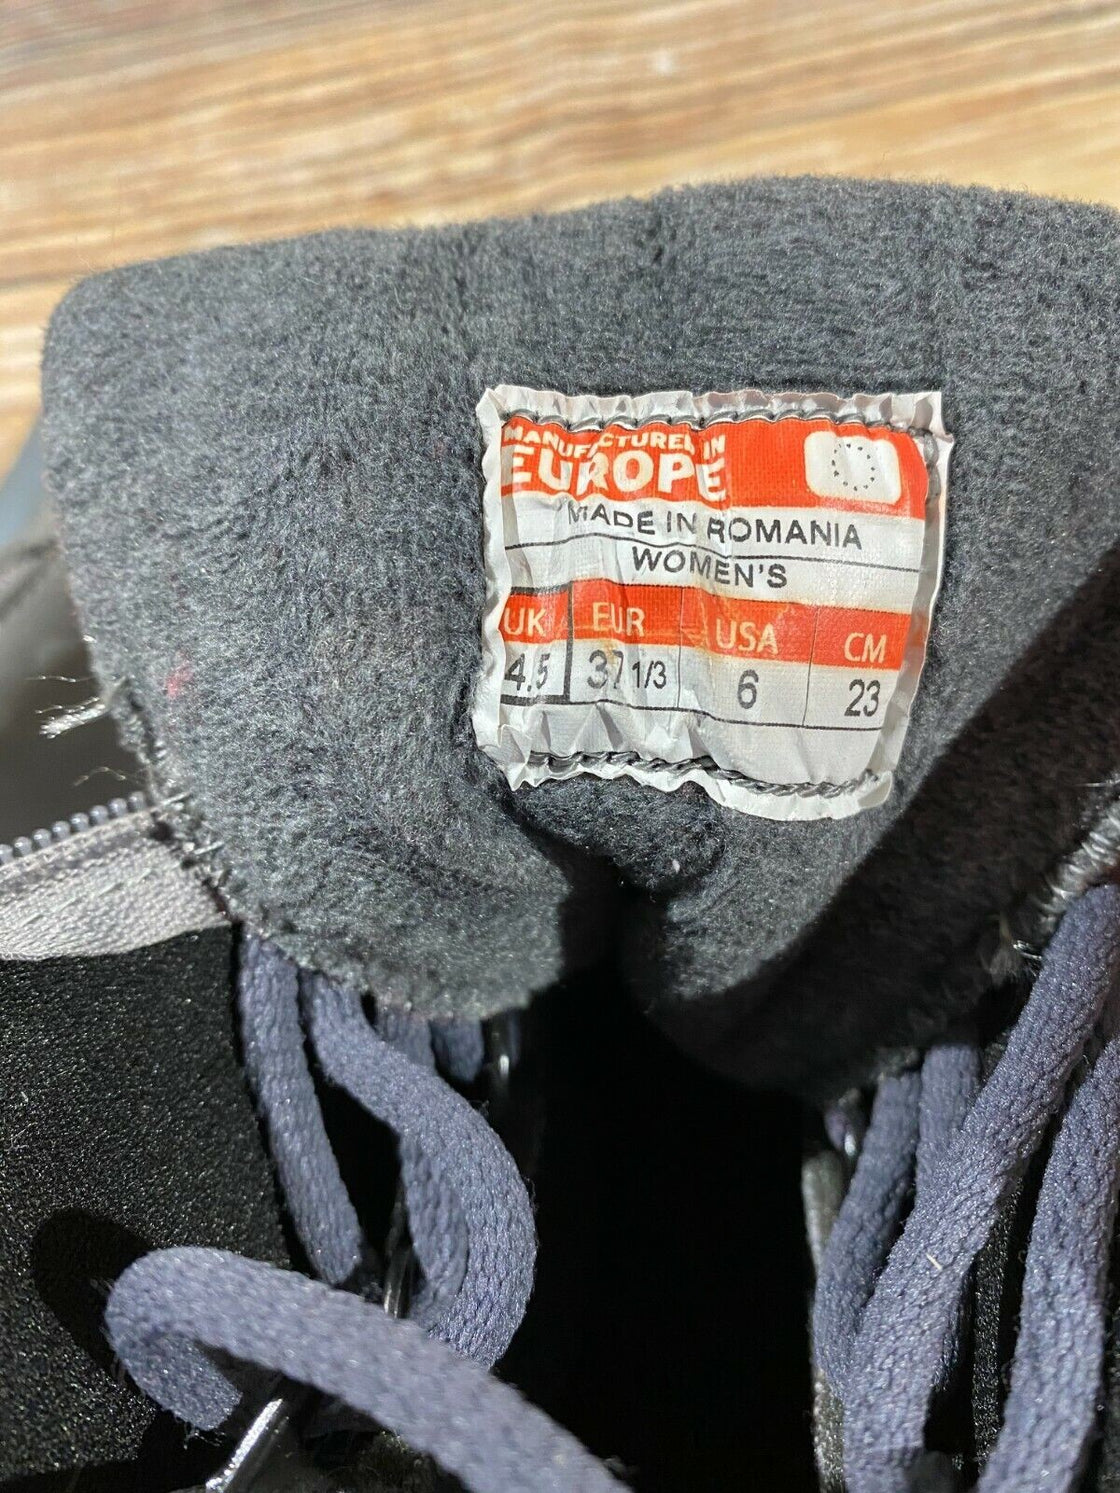 MANUFACTURED IN
EUROPE
MADE IN ROMANIA
WOMEN'S
UK EUR USA CM
4.5 37 1/3 6 23